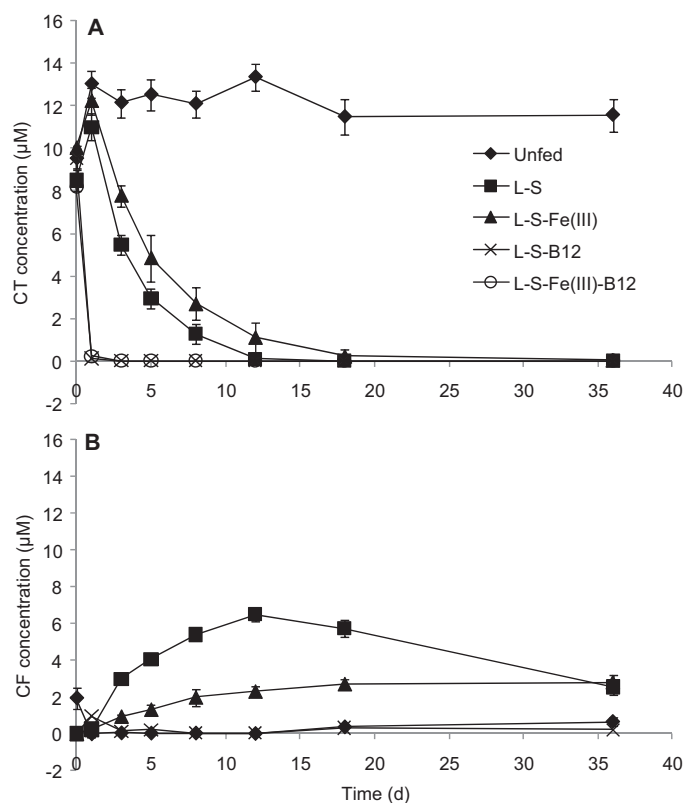 A
16
14
12
10
8
6
4
2
0
-2
0 5 10 15 20 25 30 35 40
CT concentration (µM)
Unfed
L-S
L-S-Fe(III)
L-S-B12
L-S-Fe(III)-B12
B
16
14
12
10
8
6
4
2
0
-2
0 5 10 15 20 25 30 35 40
CF concentration (µM)
Time (d)